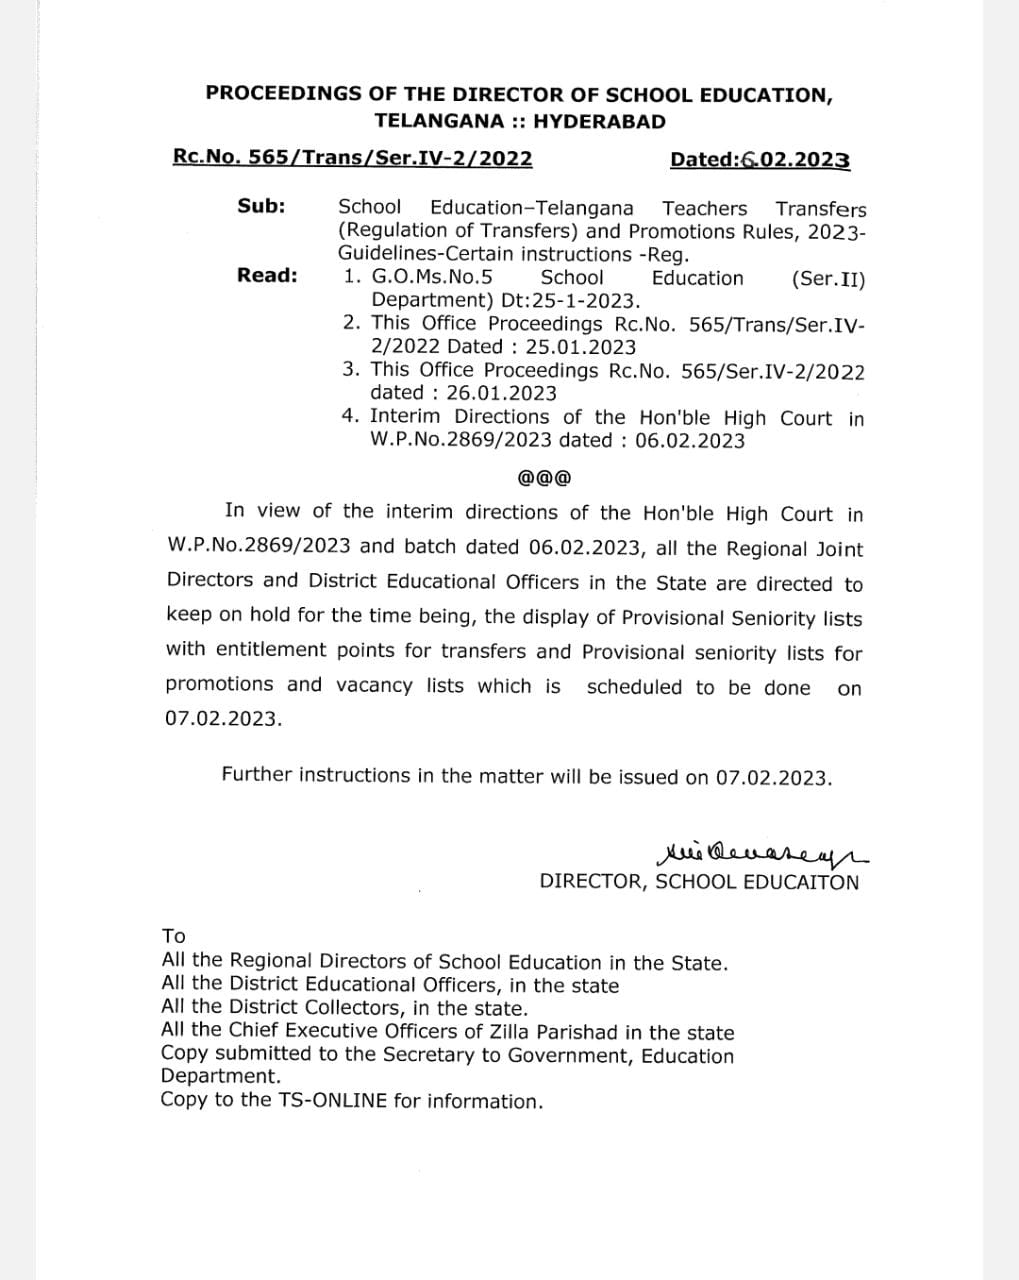 PROCEEDINGS OF THE DIRECTOR OF SCHOOL EDUCATION,
TELANGANA :: HYDERABAD
Rc.No. 565/Trans/Ser.IV-2/2022 Dated:6.02.2023
Sub: School Education–Telangana Teachers Transfers
(Regulation of Transfers) and Promotions Rules, 2023-
Guidelines-Certain instructions -Reg.
Read: 1. G.O.Ms.No.5 School Education (Ser.II)
Department) Dt:25-1-2023.
2. This Office Proceedings Rc.No. 565/Trans/Ser.IV-
2/2022 Dated : 25.01.2023
3. This Office Proceedings Rc.No. 565/Ser.IV-2/2022
dated : 26.01.2023
4. Interim Directions of the Hon'ble High Court in
W.P.No.2869/2023 dated : 06.02.2023
@@@
In view of the interim directions of the Hon'ble High Court in
W.P.No.2869/2023 and batch dated 06.02.2023, all the Regional Joint
Directors and District Educational Officers in the State are directed to
keep on hold for the time being, the display of Provisional Seniority lists
with entitlement points for transfers and Provisional seniority lists for
promotions and vacancy lists which is scheduled to be done on
07.02.2023.
Further instructions in the matter will be issued on 07.02.2023.
DIRECTOR, SCHOOL EDUCAITON
To
All the Regional Directors of School Education in the State.
All the District Educational Officers, in the state
All the District Collectors, in the state.
All the Chief Executive Officers of Zilla Parishad in the state
Copy submitted to the Secretary to Government, Education
Department.
Copy to the TS-ONLINE for information.